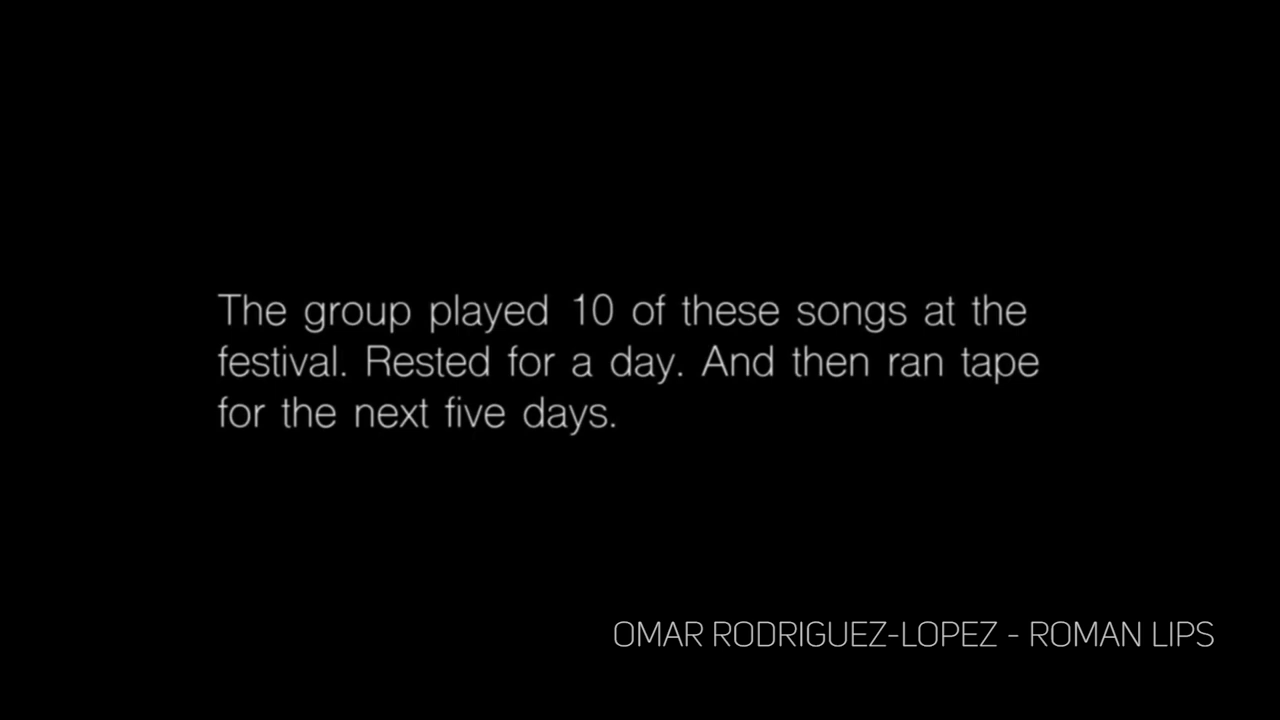 The group played 10 of these songs at the
festival. Rested for a day. And then ran tape
for the next five days.
OMAR RODRIGUEZ-LOPEZ - ROMAN LIPS